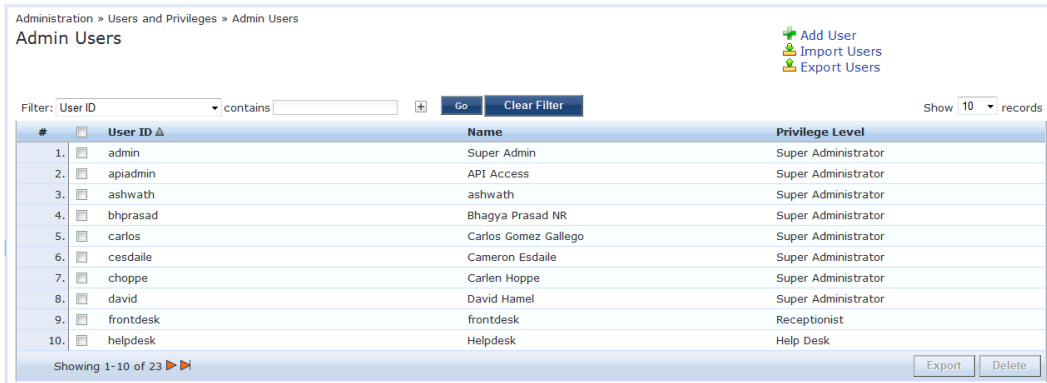 Administration » Users and Privileges » Admin Users
Admin Users
Add User
Import Users
Export Users
Filter: User ID contains + Go Clear Filter Show 10 records
# User ID Name Privilege Level
1. admin Super Admin Super Administrator
2. apiadmin API Access Super Administrator
3. ashwath ashwath Super Administrator
4. bhprasad Bhagya Prasad NR Super Administrator
5. carlos Carlos Gomez Gallego Super Administrator
6. cesdaile Cameron Esdaile Super Administrator
7. choppe Carlen Hoppe Super Administrator
8. david David Hamel Super Administrator
9. frontdesk frontdesk Receptionist
10. helpdesk Helpdesk Help Desk
Showing 1-10 of 23 Export Delete